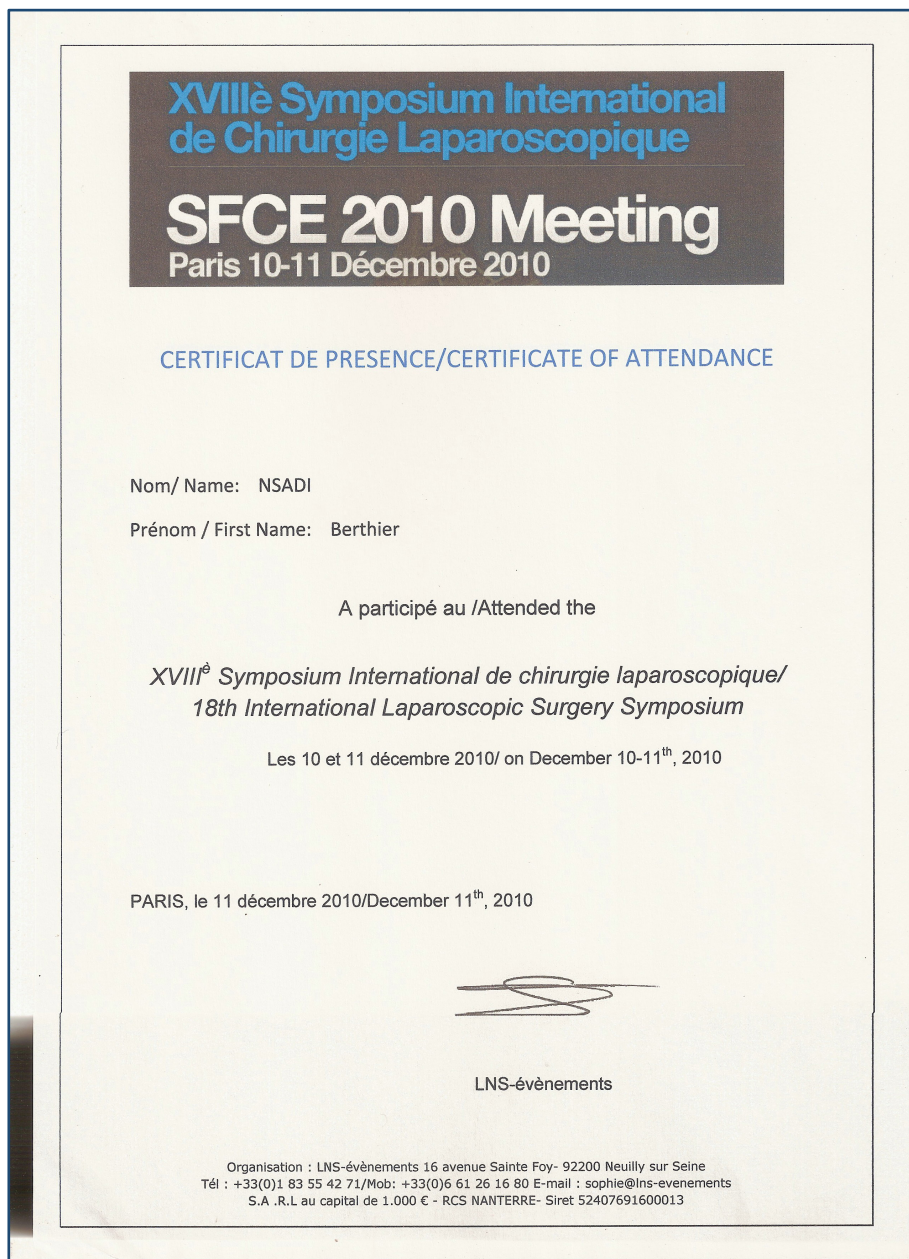 XVIIIè Symposium International
de Chirurgie Laparoscopique
SFCE 2010 Meeting
Paris 10-11 Décembre 2010
CERTIFICAT DE PRESENCE/CERTIFICATE OF ATTENDANCE
Nom/ Name: NSADI
Prénom / First Name: Berthier
A participé au /Attended the
XVIIIè Symposium International de chirurgie laparoscopique/
18th International Laparoscopic Surgery Symposium
Les 10 et 11 décembre 2010/ on December 10-11th, 2010
PARIS, le 11 décembre 2010/December 11th, 2010
LNS-évènements
Organisation : LNS-évènements 16 avenue Sainte Foy- 92200 Neuilly sur Seine
Tél : +33(0)1 83 55 42 71/Mob: +33(0)6 61 26 16 80 E-mail : sophie@lns-evenements
S.A .R.L au capital de 1.000 € - RCS NANTERRE- Siret 52407691600013